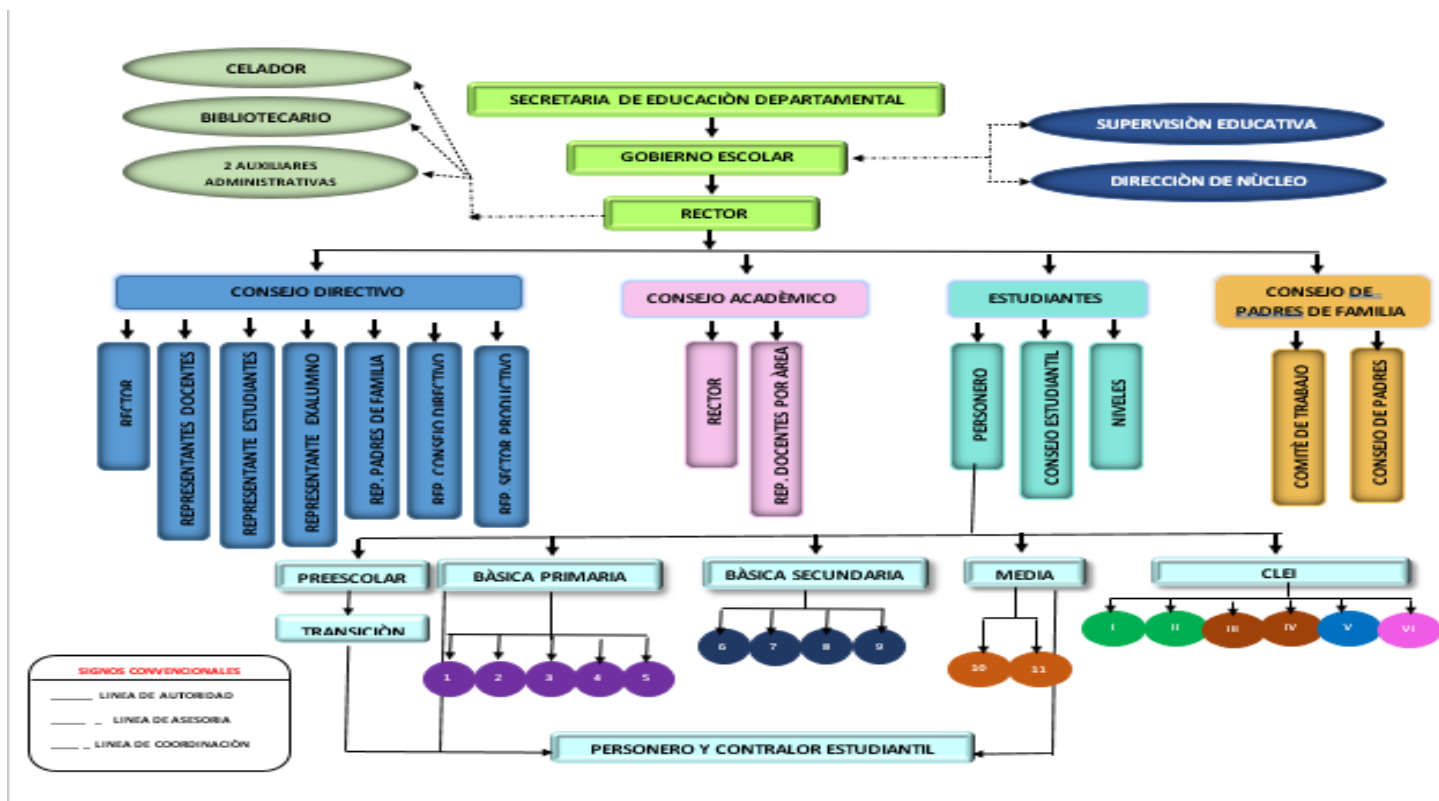 CELADOR
BIBLIOTECARIO
2 AUXILIARES
ADMINISTRATIVAS
SECRETARIA DE EDUCACIÒN DEPARTAMENTAL
GOBIERNO ESCOLAR
RECTOR
SUPERVISIÒN EDUCATIVA
DIRECCIÒN DE NÙCLEO
CONSEJO DIRECTIVO
CONSEJO ACADÈMICO
ESTUDIANTES
CONSEJO DE
PADRES DE FAMILIA
RECTOR
REPRESENTANTES DOCENTES
REPRESENTANTE ESTUDIANTES
REPRESENTANTE EXALUMNO
REP. PADRES DE FAMILIA
REP. CONSEJO DIRECTIVO
REP. SECTOR PRODUCTIVO
RECTOR
REP. DOCENTES POR ÀREA
PERSONERO
CONSEJO ESTUDIANTIL
NIVELES
COMITÈ DE TRABAJO
CONSEJO DE PADRES
PREESCOLAR
BÀSICA PRIMARIA
BÀSICA SECUNDARIA
MEDIA
CLEI
TRANSICIÒN
1 2 3 4 5
6 7 8 9
10 11
I II III IV V VI
SIGNOS CONVENCIONALES
_____ LINEA DE AUTORIDAD
____ _ LINEA DE ASESORIA
___ _ LINEA DE COORDINACIÒN
PERSONERO Y CONTRALOR ESTUDIANTIL